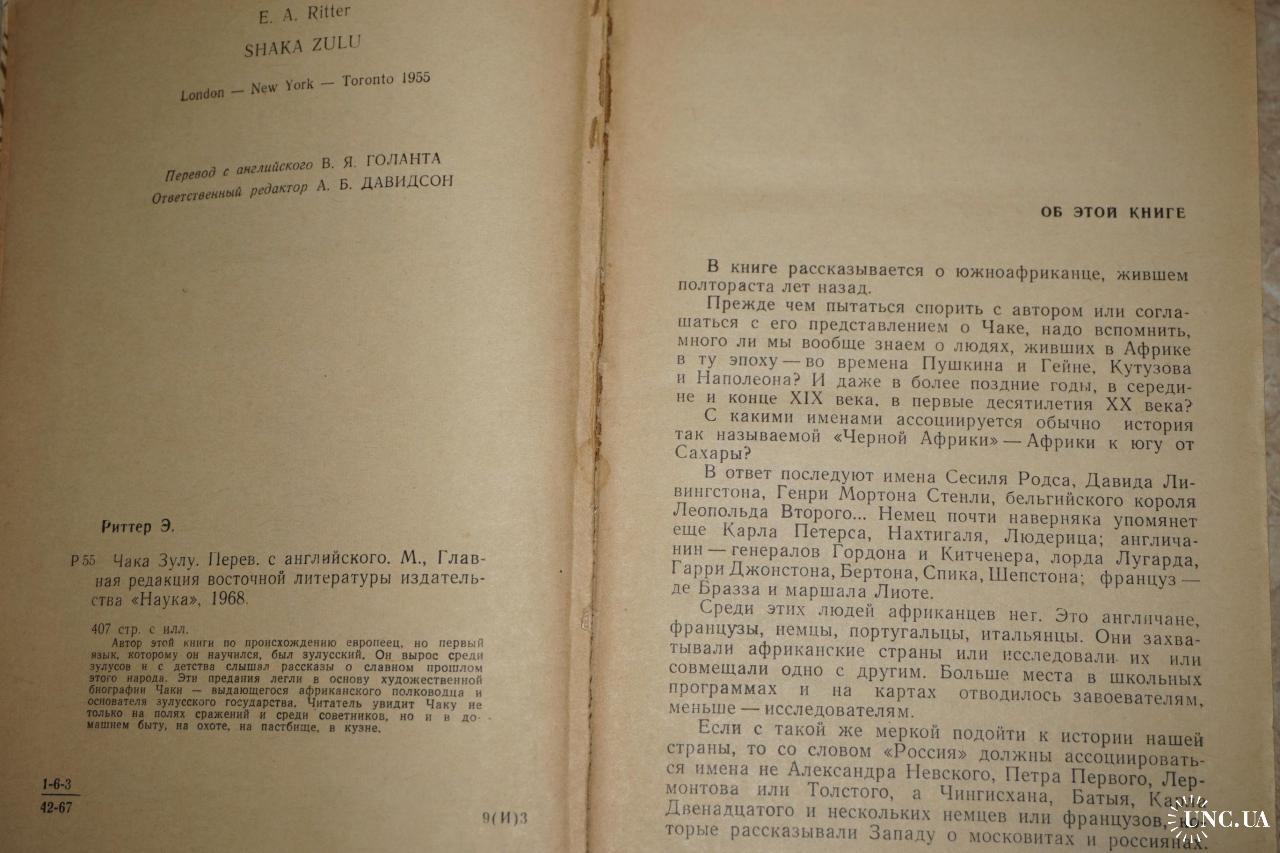 E. A. Ritter
SHAKA ZULU
London — New York — Toronto 1955
Перевод с английского В. Я. ГОЛАНТА
Ответственный редактор А. Б. ДАВИДСОН
Риттер Э.
Р 55 Чака Зулу. Перев. с английского. М., Глав-
ная редакция восточной литературы издатель-
ства «Наука», 1968.
407 стр. с илл.
Автор этой книги по происхождению европеец, но первый
язык, которому он научился, был зулусский. Он вырос среди
зулусов и с детства слышал рассказы о славном прошлом
этого народа. Эти предания легли в основу художественной
биографии Чаки — выдающегося африканского полководца и
основателя зулусского государства. Читатель увидит Чаку не
только на полях сражений и среди советников, но и в до-
машнем быту, на охоте, на пастбище, в кузне.
1-6-3
42-67
9(И)3
ОБ ЭТОЙ КНИГЕ
В книге рассказывается о южноафриканце, жившем
полтораста лет назад.
Прежде чем пытаться спорить с автором или согла-
шаться с его представлением о Чаке, надо вспомнить,
много ли мы вообще знаем о людях, живших в Африке
в ту эпоху — во времена Пушкина и Гейне, Кутузова
и Наполеона? И даже в более поздние годы, в середи-
не и конце XIX века, в первые десятилетия XX века?
С какими именами ассоциируется обычно история
так называемой «Черной Африки» — Африки к югу от
Сахары?
В ответ последуют имена Сесиля Родса, Давида Ли-
вингстона, Генри Мортона Стенли, бельгийского короля
Леопольда Второго... Немец почти наверняка упомянет
еще Карла Петерса, Нахтигаля, Людерица; англича-
нин — генералов Гордона и Китченера, лорда Лугарда,
Гарри Джонстона, Бертона, Спика, Шепстона; француз —
де Бразза и маршала Лиоте.
Среди этих людей африканцев нет. Это англичане,
французы, немцы, португальцы, итальянцы. Они захва-
тывали африканские страны или исследовали их или
совмещали одно с другим. Больше места в школьных
программах и на картах отводилось завоевателям,
меньше — исследователям.
Если с такой же меркой подойти к истории нашей
страны, то со словом «Россия» должны ассоциировать-
ся имена не Александра Невского, Петра Первого, Лер-
монтова или Толстого, а Чингисхана, Батыя, Карла
Двенадцатого и нескольких немцев или французов, ко-
торые рассказывали Западу о московитах и россиянах.
UNC.UA